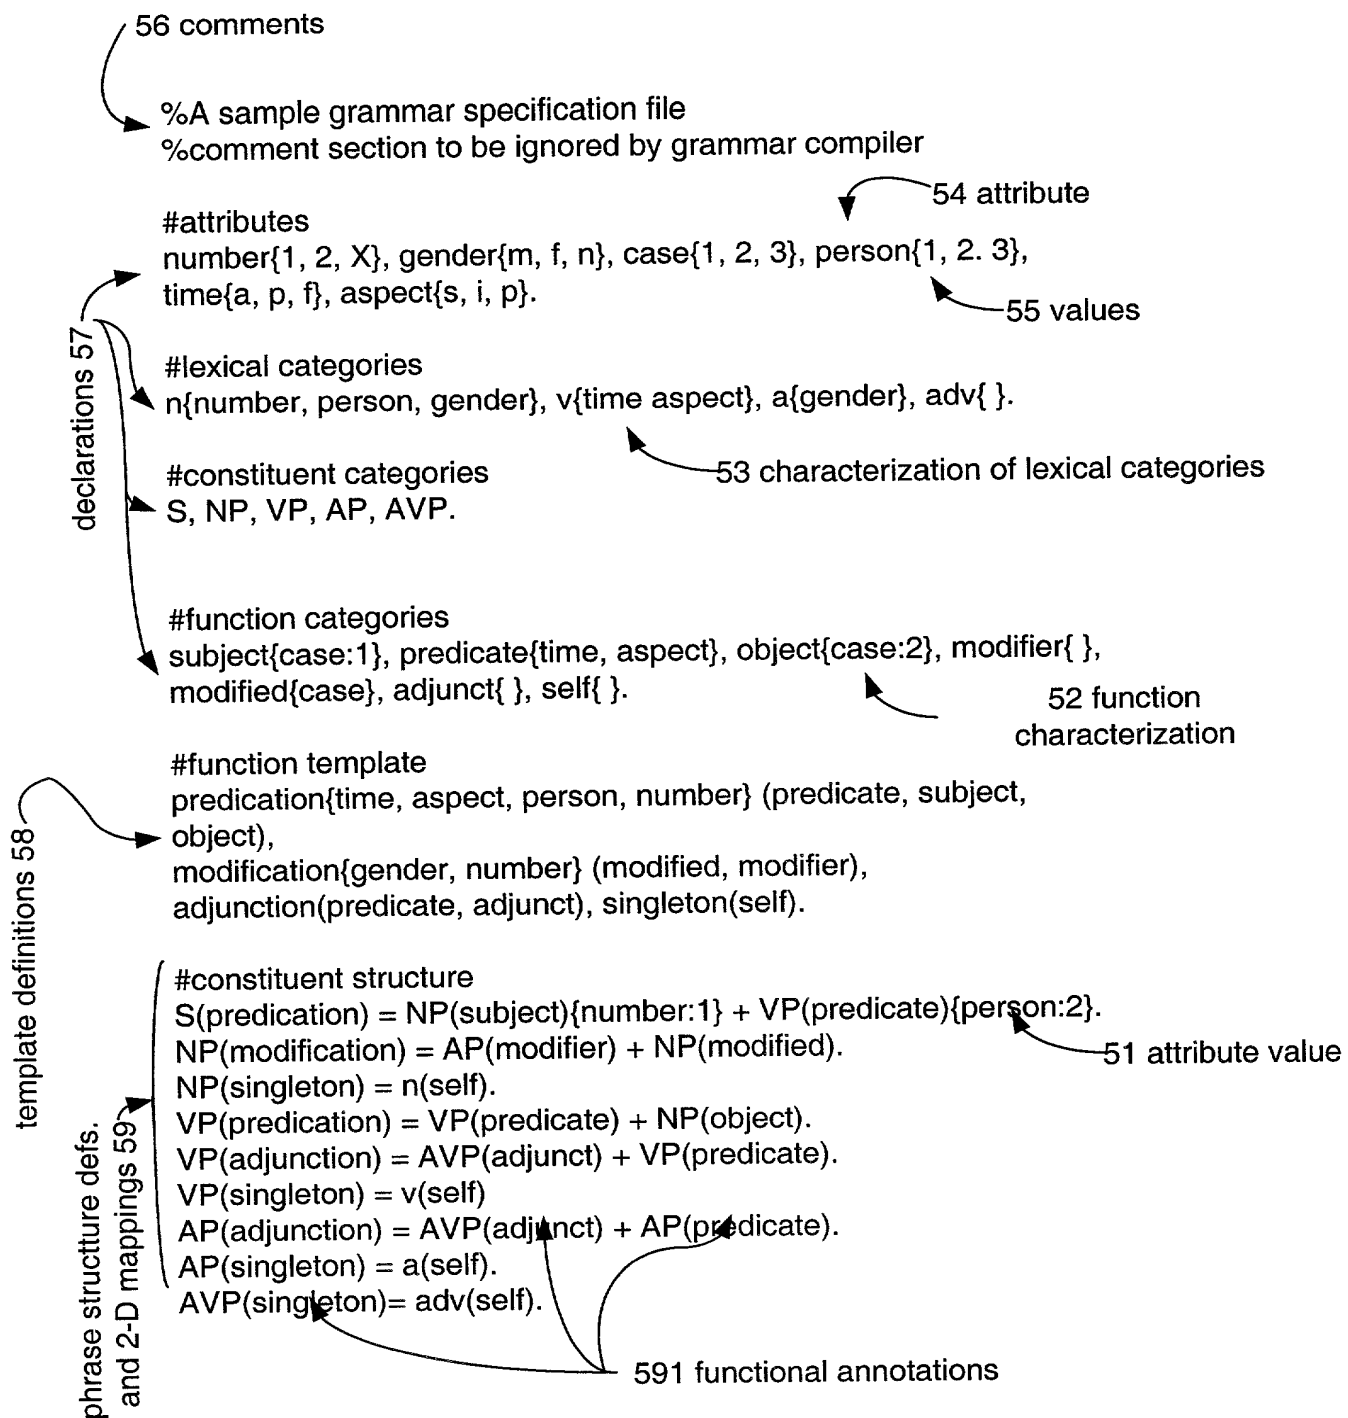 56 comments
%A sample grammar specification file
%comment section to be ignored by grammar compiler
54 attribute
#attributes
number{1, 2, X}, gender{m, f, n}, case{1, 2, 3}, person{1, 2. 3},
time{a, p, f}, aspect{s, i, p}.
55 values
declarations 57
#lexical categories
n{number, person, gender}, v{time aspect}, a{gender}, adv{ }.
53 characterization of lexical categories
#constituent categories
S, NP, VP, AP, AVP.
#function categories
subject{case:1}, predicate{time, aspect}, object{case:2}, modifier{ },
modified{case}, adjunct{ }, self{ }.
52 function
characterization
template definitions 58
#function template
predication{time, aspect, person, number} (predicate, subject,
object),
modification{gender, number} (modified, modifier),
adjunction(predicate, adjunct), singleton(self).
#constituent structure
S(predication) = NP(subject){number:1} + VP(predicate){person:2}.
51 attribute value
NP(modification) = AP(modifier) + NP(modified).
NP(singleton) = n(self).
VP(predication) = VP(predicate) + NP(object).
VP(adjunction) = AVP(adjunct) + VP(predicate).
VP(singleton) = v(self)
AP(adjunction) = AVP(adjunct) + AP(predicate).
AP(singleton) = a(self).
AVP(singleton)= adv(self).
phrase structture defs.
and 2-D mappings 59
591 functional annotations